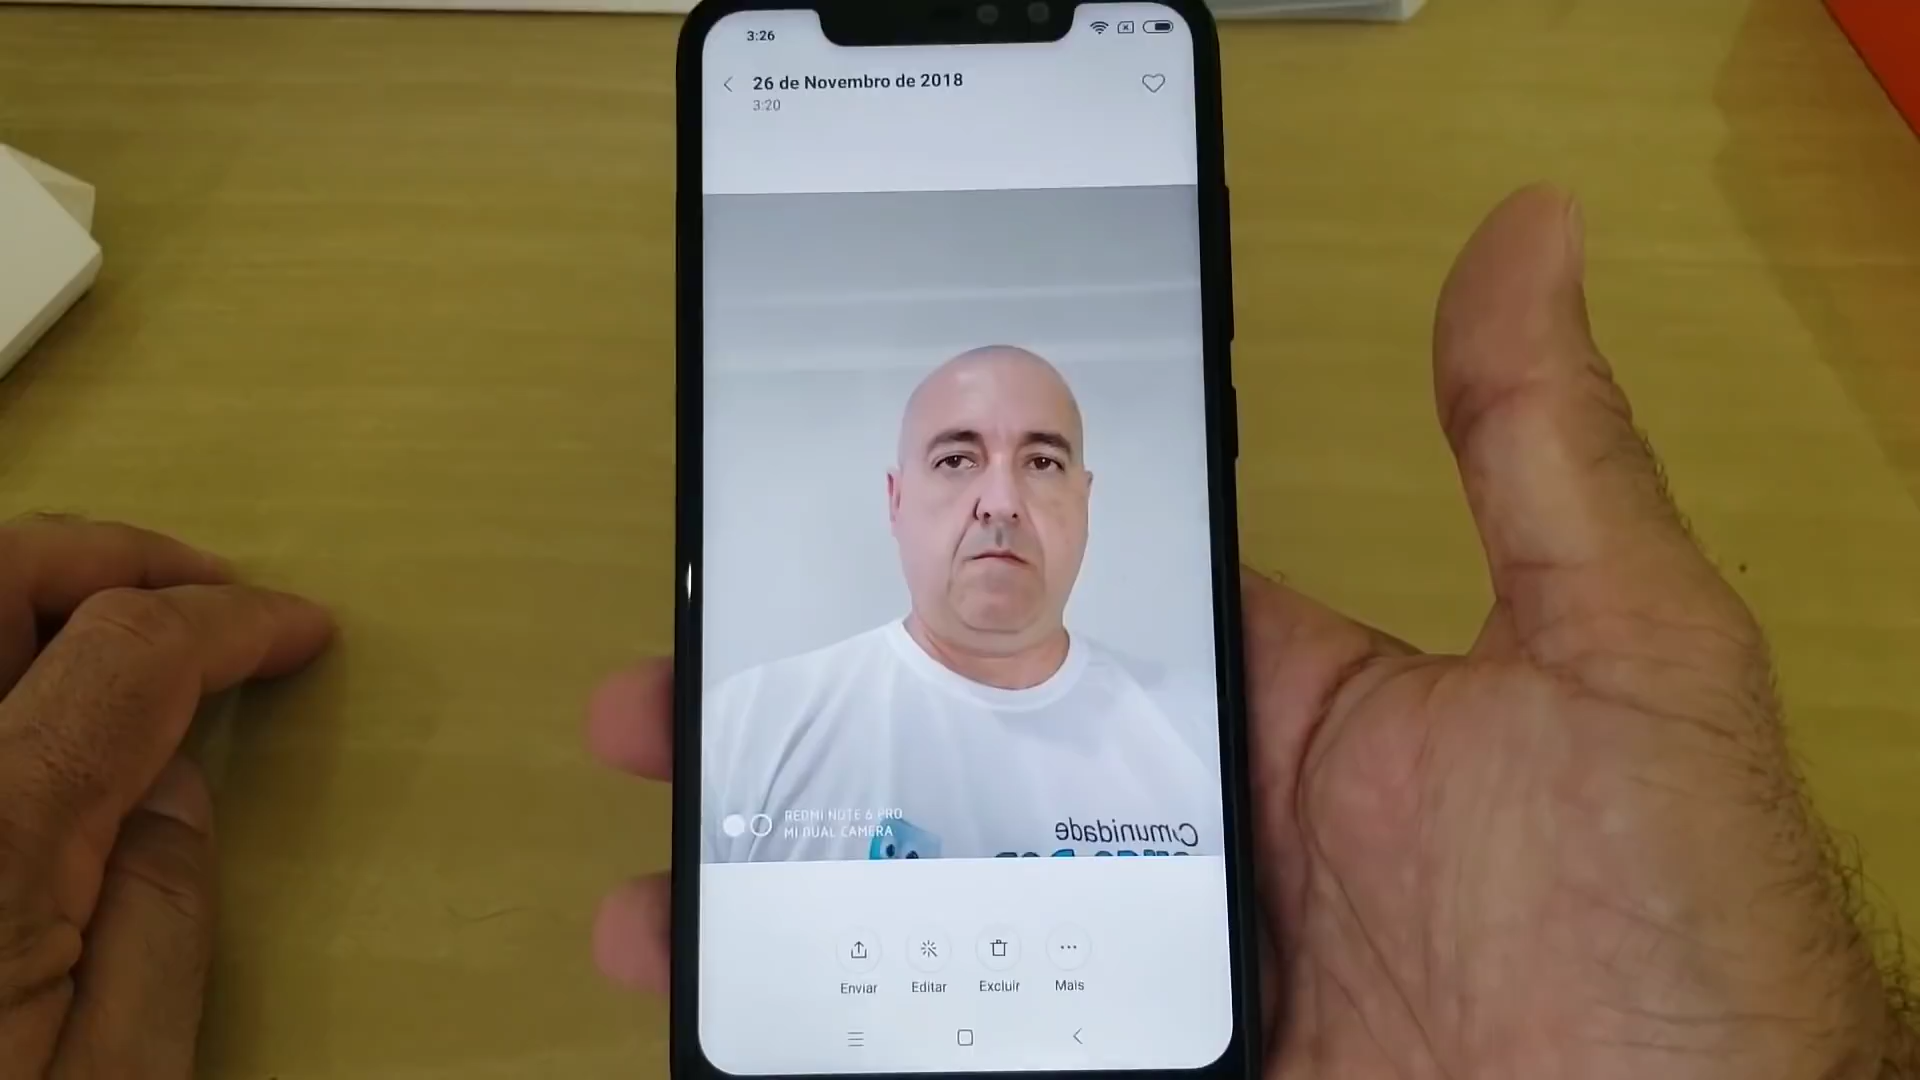 3:26
26 de Novembro de 2018
3:20
REDMI NOTE 6 PRO
MI DUAL CAMERA
Comunidade
Enviar
Editar
Excluir
Mais